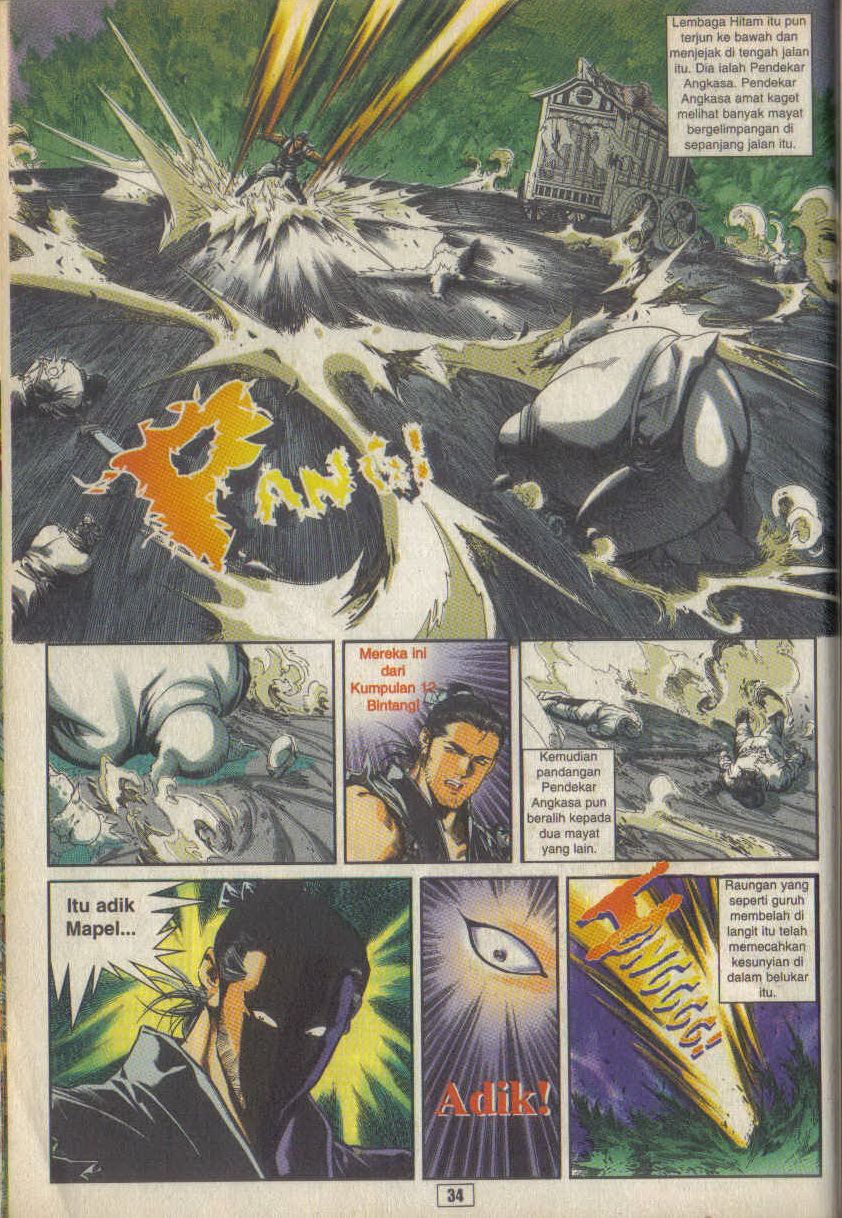 Lembaga Hitam itu pun
terjun ke bawah dan
menjejak di tengah jalan
itu. Dia ialah Pendekar
Angkasa. Pendekar
Angkasa amat kaget
melihat banyak mayat
bergelimpangan di
sepanjang jalan itu.
PANG!
Mereka ini
dari
Kumpulan 12
Bintang!
Kemudian
pandangan
Pendekar
Angkasa pun
beralih kepada
dua mayat
yang lain.
Itu adik
Mapel...
Adik!
Raungan yang
seperti guruh
membelah di
langit itu telah
memecahkan
kesunyian di
dalam belukar
itu.
34